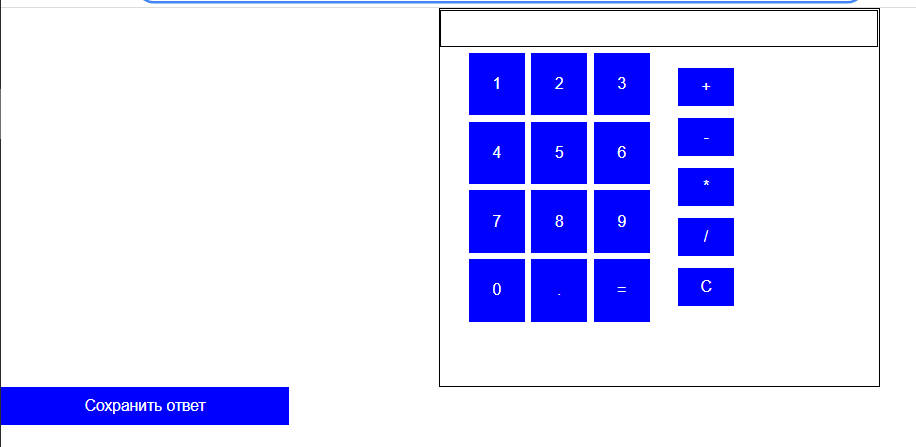 1 2 3 +
4 5 6 -
7 8 9 *
0 . = /
C
Сохранить ответ